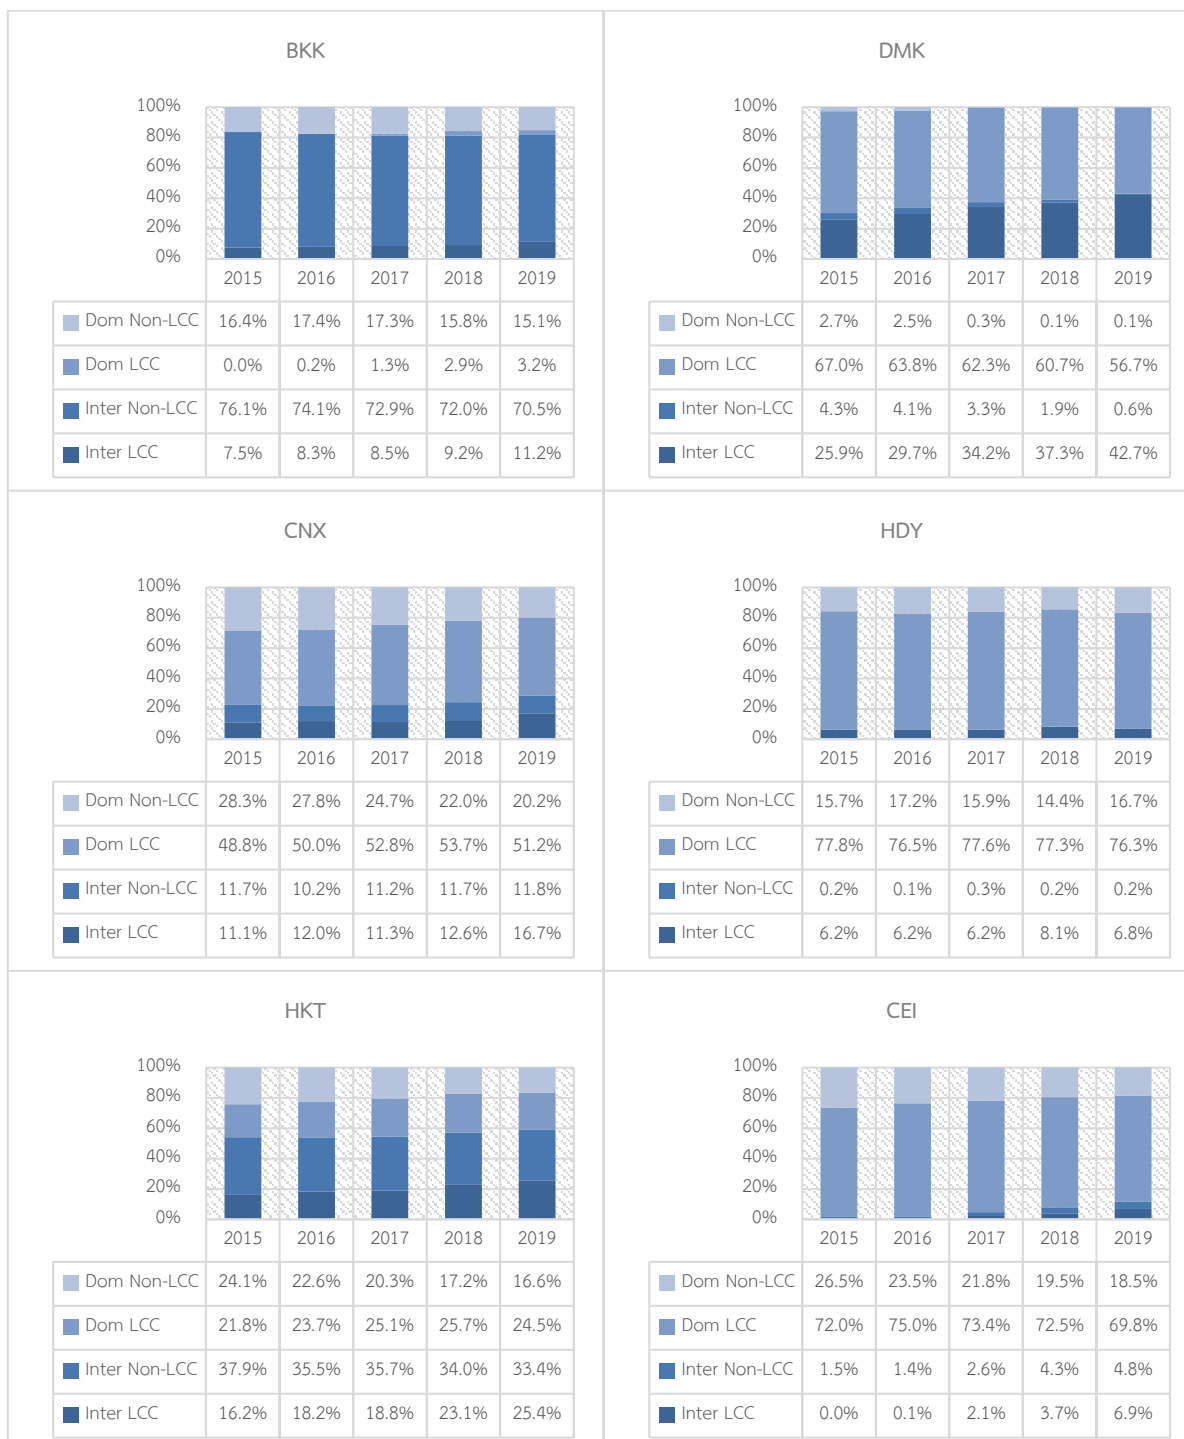 BKK
100%
80%
60%
40%
20%
0%
2015 2016 2017 2018 2019
Dom Non-LCC 16.4% 17.4% 17.3% 15.8% 15.1%
Dom LCC 0.0% 0.2% 1.3% 2.9% 3.2%
Inter Non-LCC 76.1% 74.1% 72.9% 72.0% 70.5%
Inter LCC 7.5% 8.3% 8.5% 9.2% 11.2%
DMK
100%
80%
60%
40%
20%
0%
2015 2016 2017 2018 2019
Dom Non-LCC 2.7% 2.5% 0.3% 0.1% 0.1%
Dom LCC 67.0% 63.8% 62.3% 60.7% 56.7%
Inter Non-LCC 4.3% 4.1% 3.3% 1.9% 0.6%
Inter LCC 25.9% 29.7% 34.2% 37.3% 42.7%
CNX
100%
80%
60%
40%
20%
0%
2015 2016 2017 2018 2019
Dom Non-LCC 28.3% 27.8% 24.7% 22.0% 20.2%
Dom LCC 48.8% 50.0% 52.8% 53.7% 51.2%
Inter Non-LCC 11.7% 10.2% 11.2% 11.7% 11.8%
Inter LCC 11.1% 12.0% 11.3% 12.6% 16.7%
HDY
100%
80%
60%
40%
20%
0%
2015 2016 2017 2018 2019
Dom Non-LCC 15.7% 17.2% 15.9% 14.4% 16.7%
Dom LCC 77.8% 76.5% 77.6% 77.3% 76.3%
Inter Non-LCC 0.2% 0.1% 0.3% 0.2% 0.2%
Inter LCC 6.2% 6.2% 6.2% 8.1% 6.8%
HKT
100%
80%
60%
40%
20%
0%
2015 2016 2017 2018 2019
Dom Non-LCC 24.1% 22.6% 20.3% 17.2% 16.6%
Dom LCC 21.8% 23.7% 25.1% 25.7% 24.5%
Inter Non-LCC 37.9% 35.5% 35.7% 34.0% 33.4%
Inter LCC 16.2% 18.2% 18.8% 23.1% 25.4%
CEI
100%
80%
60%
40%
20%
0%
2015 2016 2017 2018 2019
Dom Non-LCC 26.5% 23.5% 21.8% 19.5% 18.5%
Dom LCC 72.0% 75.0% 73.4% 72.5% 69.8%
Inter Non-LCC 1.5% 1.4% 2.6% 4.3% 4.8%
Inter LCC 0.0% 0.1% 2.1% 3.7% 6.9%